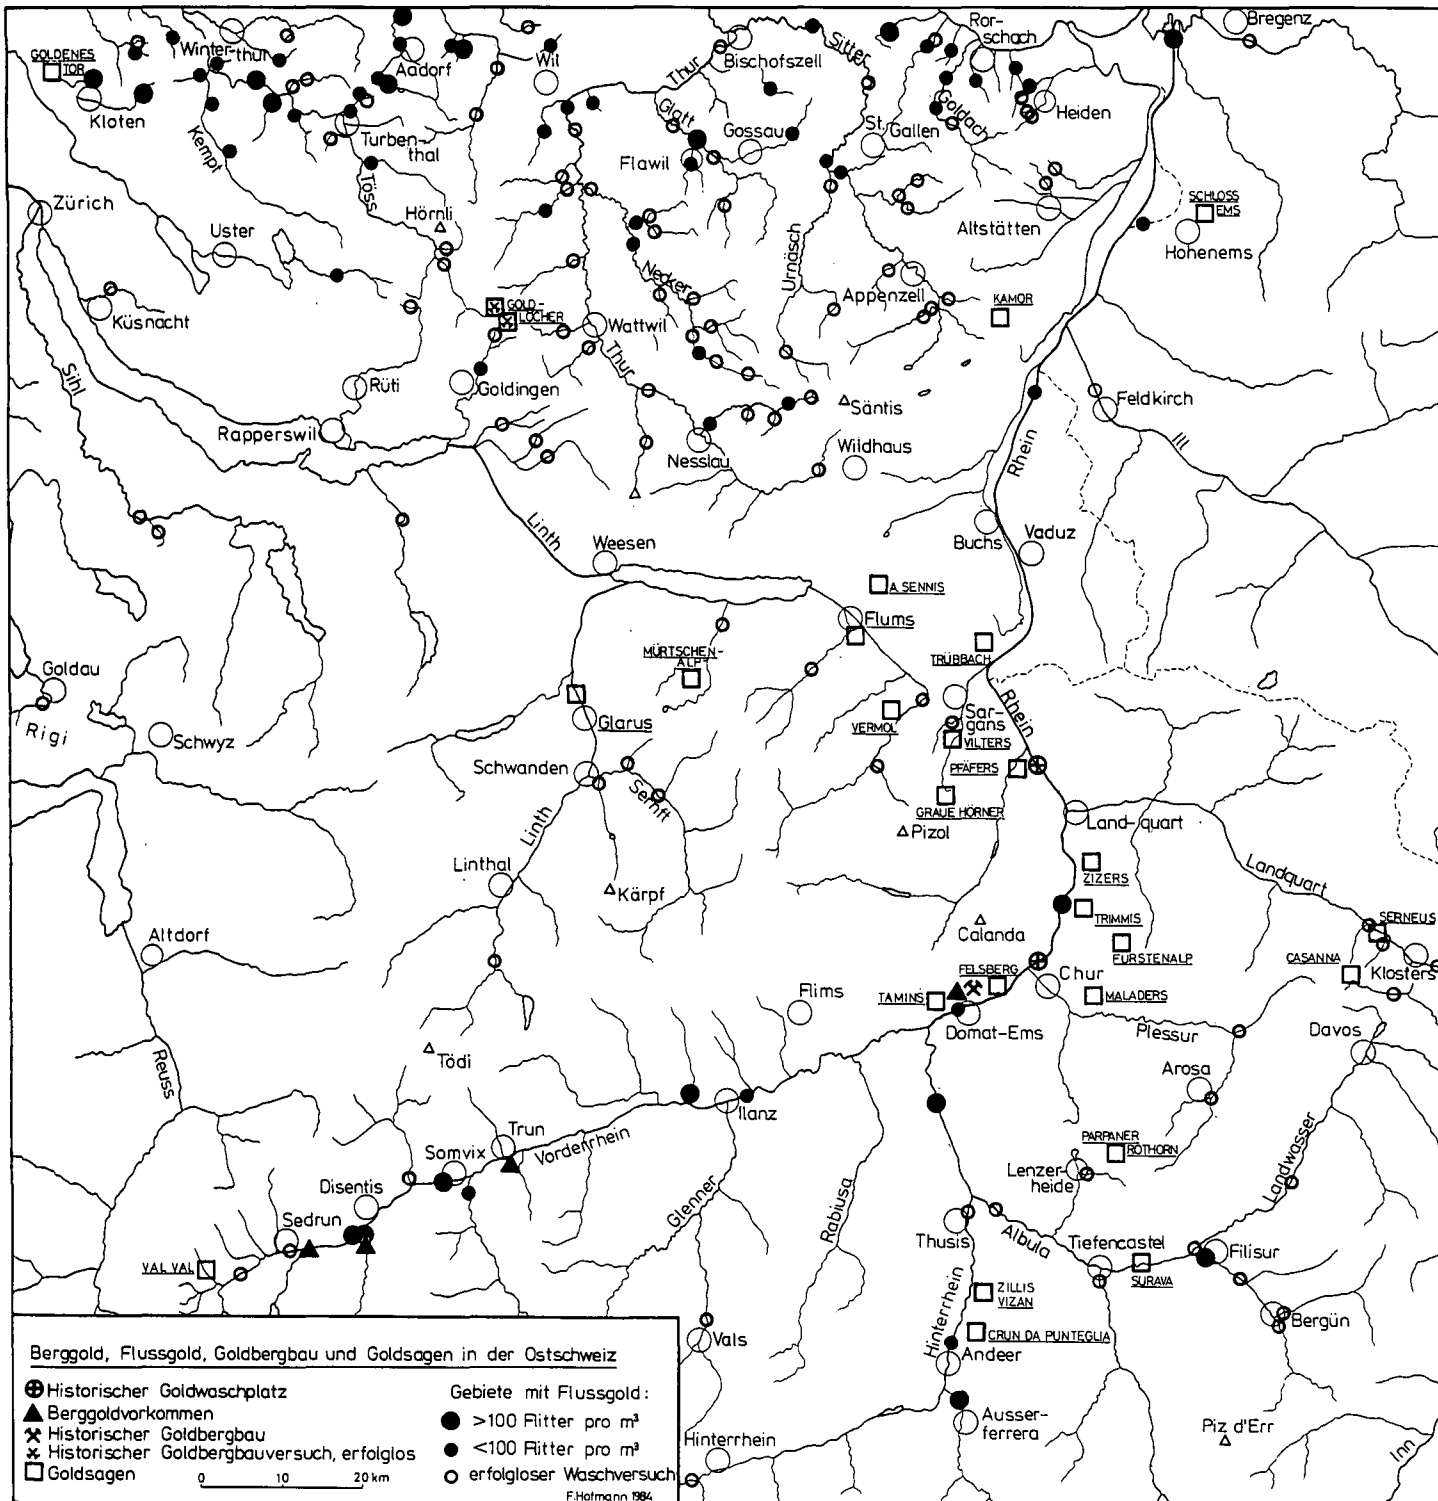 Bregenz
Ror-
schach
GOLDENES
TOR
Winter-
thur
Aadorf
Wil
Thur
Bischofszell
Sitter
Kloten
Kempt
Turben-
thal
Töss
Glatt
Gossau
Flawil
St. Gallen
Goldach
Heiden
Zürich
Uster
Hörnli
Necker
Urnäsch
Altstätten
SCHLOSS
EMS
Hohenems
Appenzell
Küsnacht
GOLD-
LÖCHER
Wattwil
KAMOR
Sihl
Rüti
Goldingen
Thur
Säntis
Feldkirch
Ill
Rapperswil
Nesslau
Wildhaus
Rhein
Linth
Weesen
Buchs
Vaduz
A. SENNIS
Flums
MÜRTSCHEN-
ALP
TRÜBBACH
Goldau
Rigi
Schwyz
Glarus
VERMOL
Sar-
gans
Rhein
VILTERS
Schwanden
Sernft
PFÄFERS
GRAUE HÖRNER
Pizol
Land-quart
Linth
Linthal
Kärpf
ZIZERS
Landquart
TRIMMIS
SERNEUS
Altdorf
Calanda
FÜRSTENALP
CASANNA
Klosters
FELSBERG
Chur
TAMINS
MALADERS
Flims
Domat-Ems
Plessur
Davos
Reuss
Tödi
Arosa
Ilanz
Trun
Vorderrhein
PARPANER
ROTHORN
Landwasser
Somvix
Lenzer-
heide
Disentis
Glenner
Rabiusa
Sedrun
Thusis
Albula
Tiefencastel
Filisur
VAL VAL
SURAVA
ZILLIS
VIZAN
Hinterrhein
Bergün
CRUN DA PUNTEGLIA
Vals
Andeer
Ausser-
ferrera
Piz d'Err
Inn
Hinterrhein
Berggold, Flussgold, Goldbergbau und Goldsagen in der Ostschweiz
Historischer Goldwaschplatz
Berggoldvorkommen
Historischer Goldbergbau
Historischer Goldbergbauversuch, erfolglos
Goldsagen
0 10 20 km
Gebiete mit Flussgold:
>100 Flitter pro m³
<100 Flitter pro m³
erfolgloser Waschversuch
F. Hofmann 1984